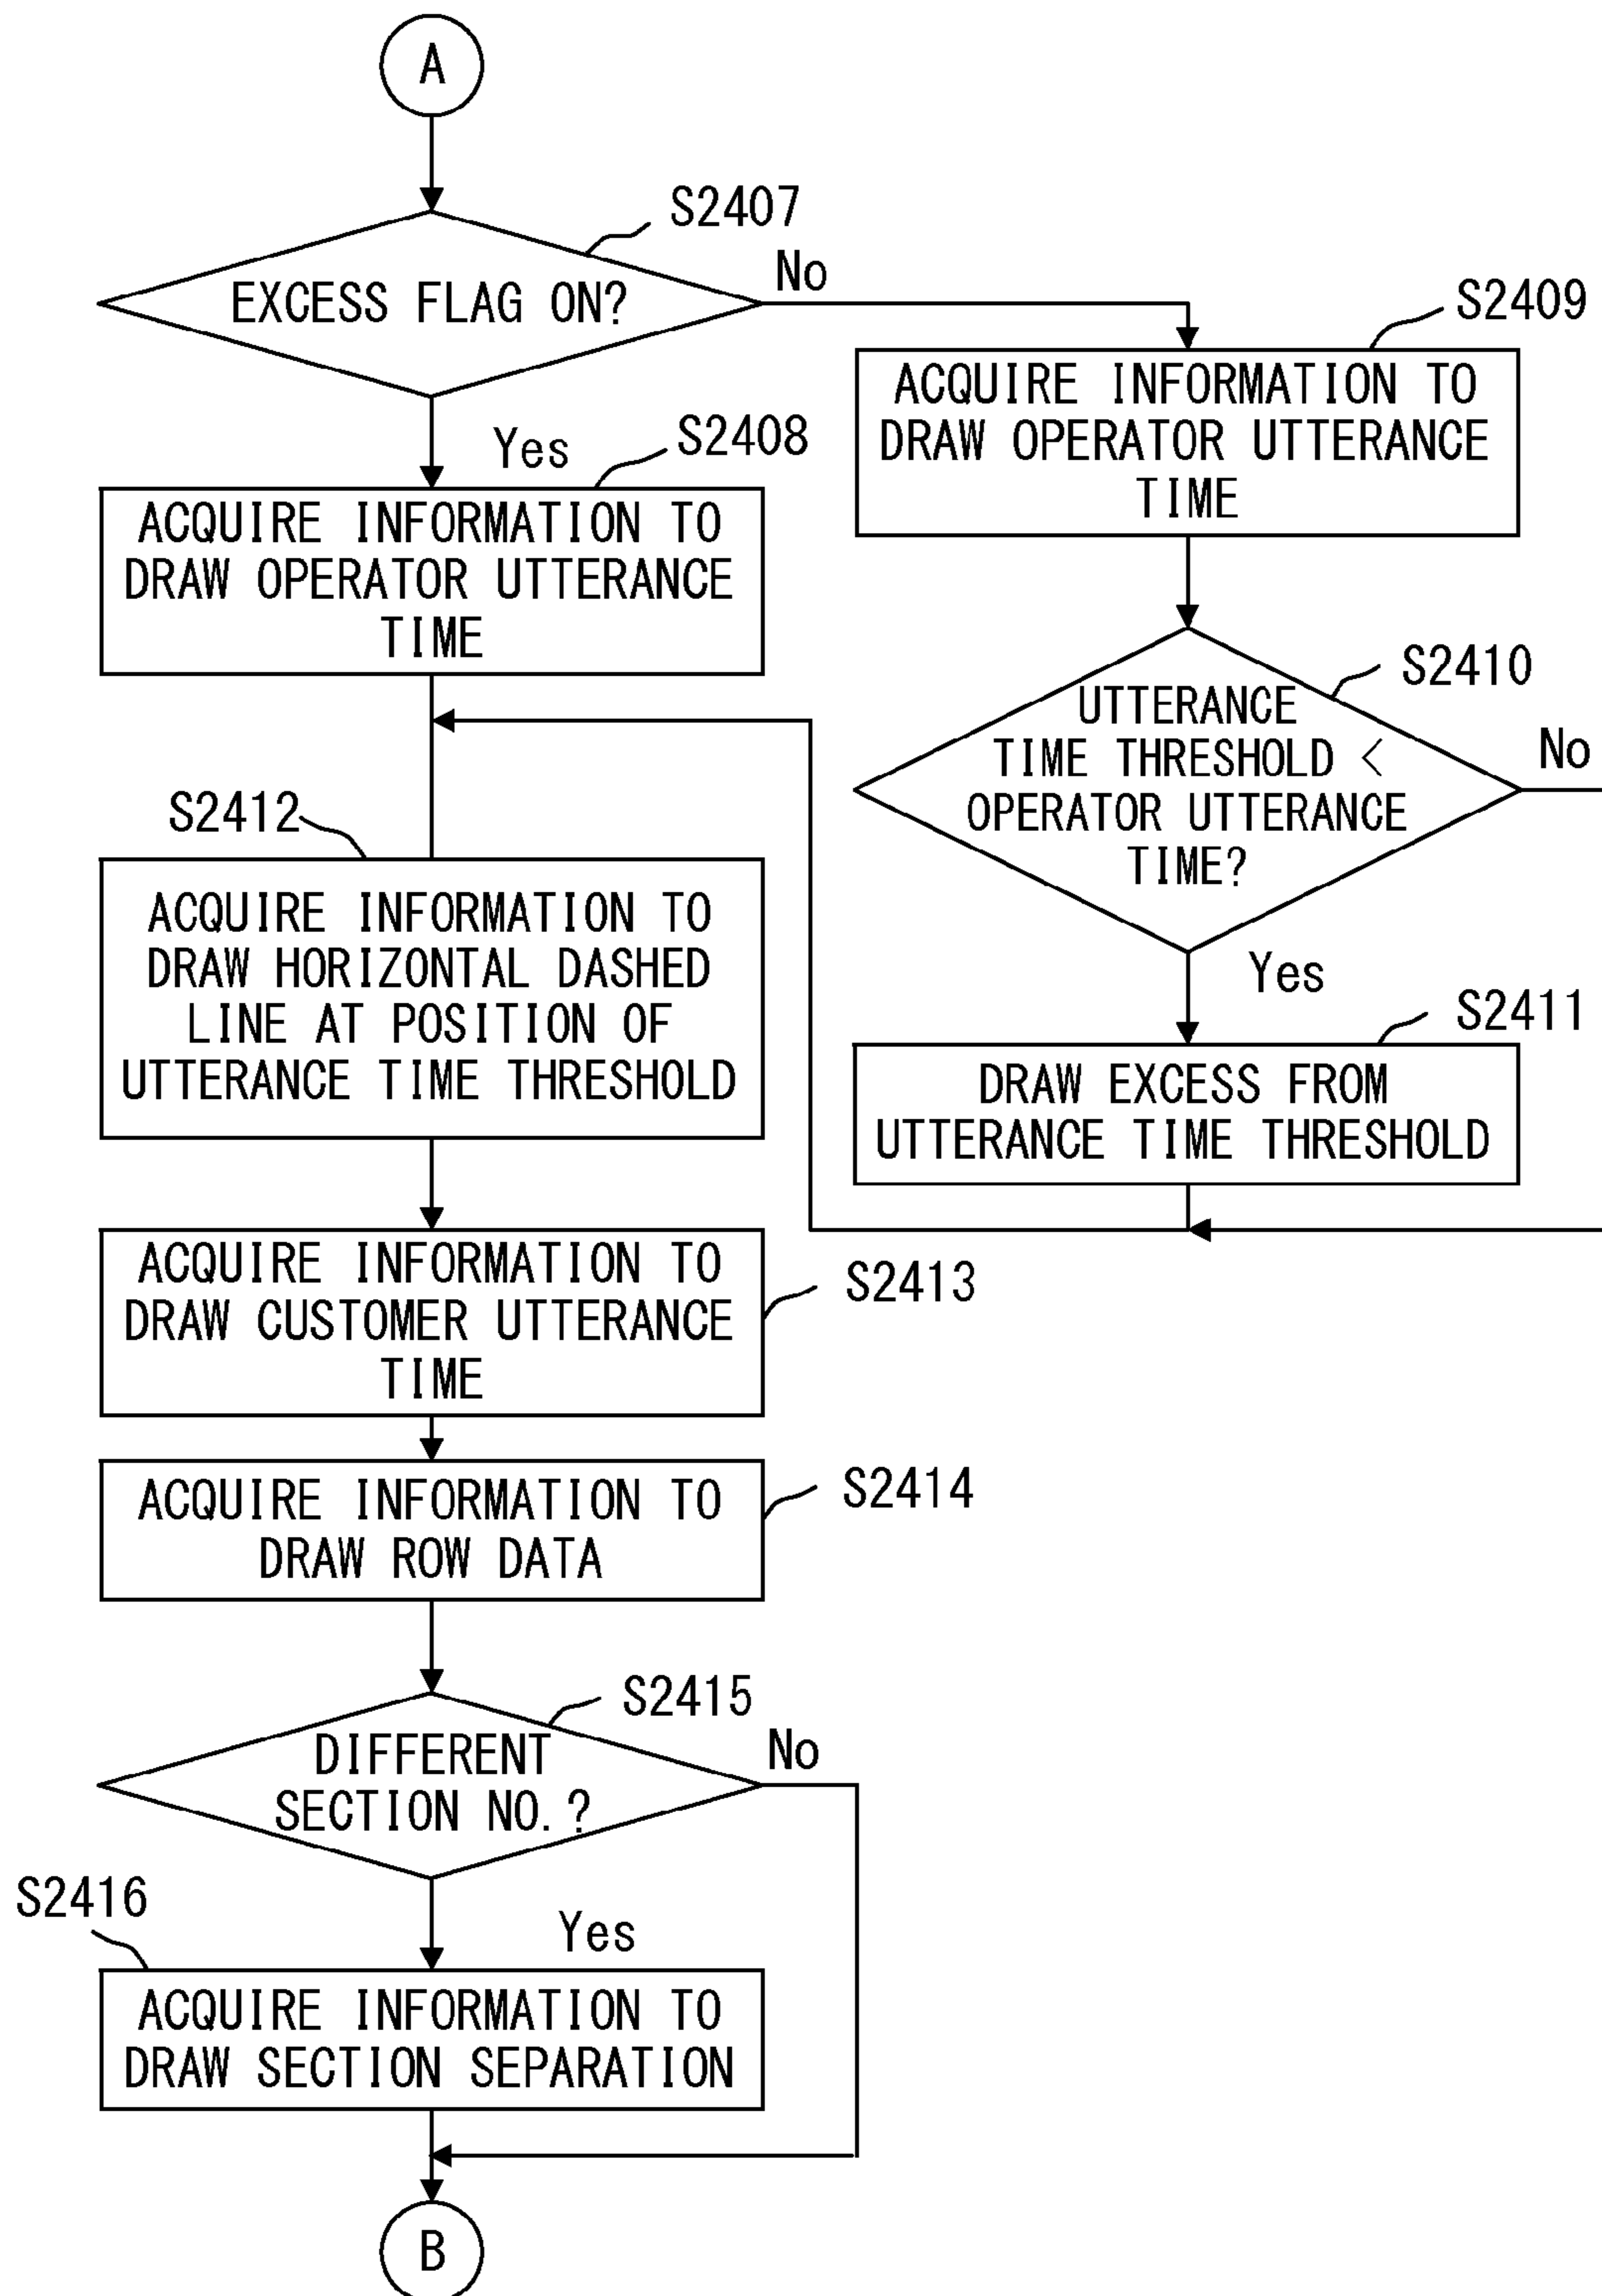 A
S2407
EXCESS FLAG ON?
No
Yes
S2408
ACQUIRE INFORMATION TO
DRAW OPERATOR UTTERANCE
TIME
S2409
ACQUIRE INFORMATION TO
DRAW OPERATOR UTTERANCE
TIME
S2410
UTTERANCE
TIME THRESHOLD <
OPERATOR UTTERANCE
TIME?
No
Yes
S2411
DRAW EXCESS FROM
UTTERANCE TIME THRESHOLD
S2412
ACQUIRE INFORMATION TO
DRAW HORIZONTAL DASHED
LINE AT POSITION OF
UTTERANCE TIME THRESHOLD
ACQUIRE INFORMATION TO
DRAW CUSTOMER UTTERANCE
TIME
S2413
ACQUIRE INFORMATION TO
DRAW ROW DATA
S2414
S2415
DIFFERENT
SECTION NO.?
No
Yes
S2416
ACQUIRE INFORMATION TO
DRAW SECTION SEPARATION
B